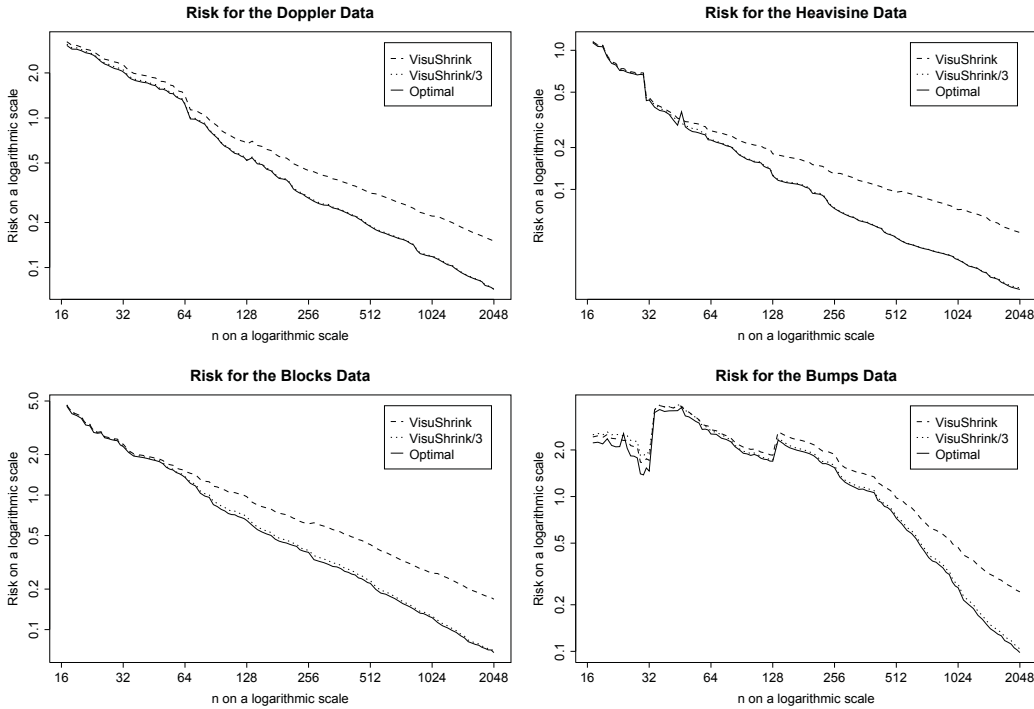 Risk for the Doppler Data
Risk on a logarithmic scale
2.0
1.0
0.5
0.2
0.1
VisuShrink
VisuShrink/3
Optimal
16 32 64 128 256 512 1024 2048
n on a logarithmic scale
Risk for the Heavisine Data
Risk on a logarithmic scale
1.0
0.5
0.2
0.1
VisuShrink
VisuShrink/3
Optimal
16 32 64 128 256 512 1024 2048
n on a logarithmic scale
Risk for the Blocks Data
Risk on a logarithmic scale
5.0
2.0
1.0
0.5
0.2
0.1
VisuShrink
VisuShrink/3
Optimal
16 32 64 128 256 512 1024 2048
n on a logarithmic scale
Risk for the Bumps Data
Risk on a logarithmic scale
2.0
1.0
0.5
0.2
0.1
VisuShrink
VisuShrink/3
Optimal
16 32 64 128 256 512 1024 2048
n on a logarithmic scale